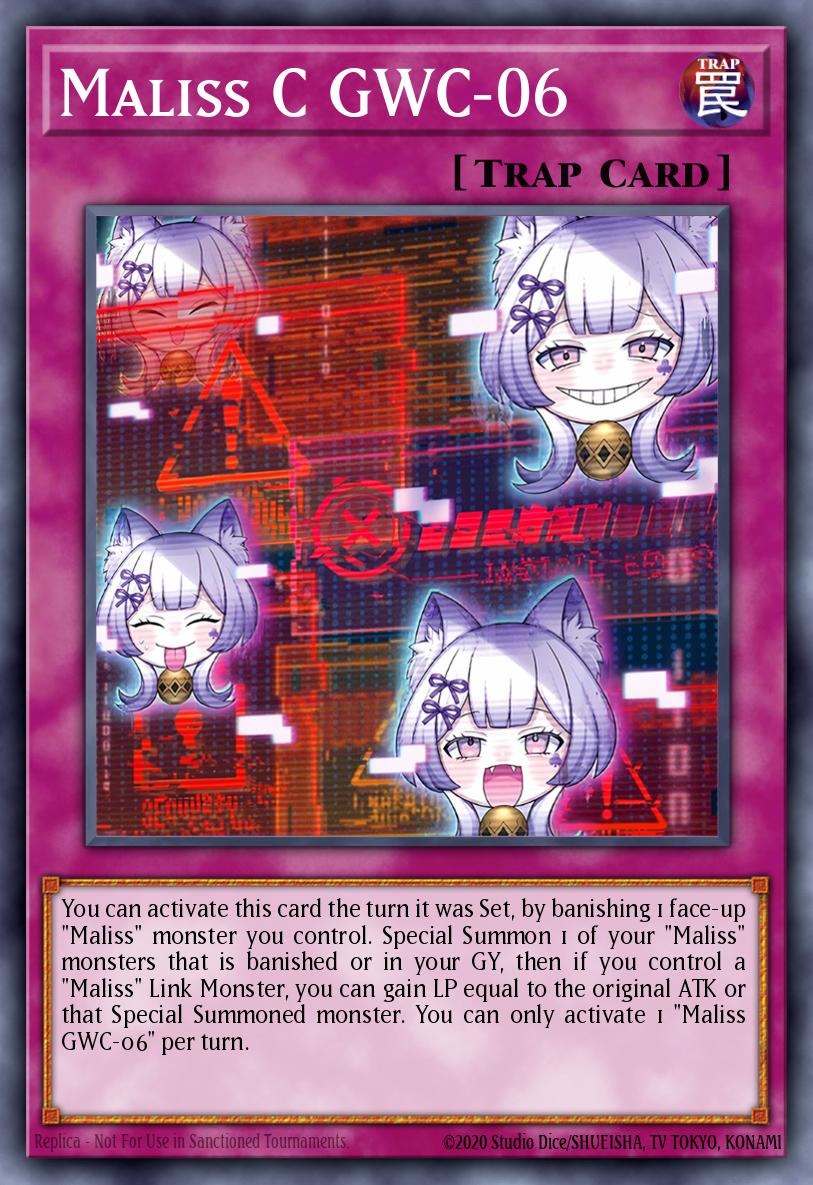 Maliss C GWC-06
TRAP
罠
[Trap Card]
You can activate this card the turn it was Set, by banishing 1 face-up
"Maliss" monster you control. Special Summon 1 of your "Maliss"
monsters that is banished or in your GY, then if you control a
"Maliss" Link Monster, you can gain LP equal to the original ATK or
that Special Summoned monster. You can only activate 1 "Maliss
GWC-06" per turn.
Replica - Not For Use in Sanctioned Tournaments.
©2020 Studio Dice/SHUEISHA, TV TOKYO, KONAMI